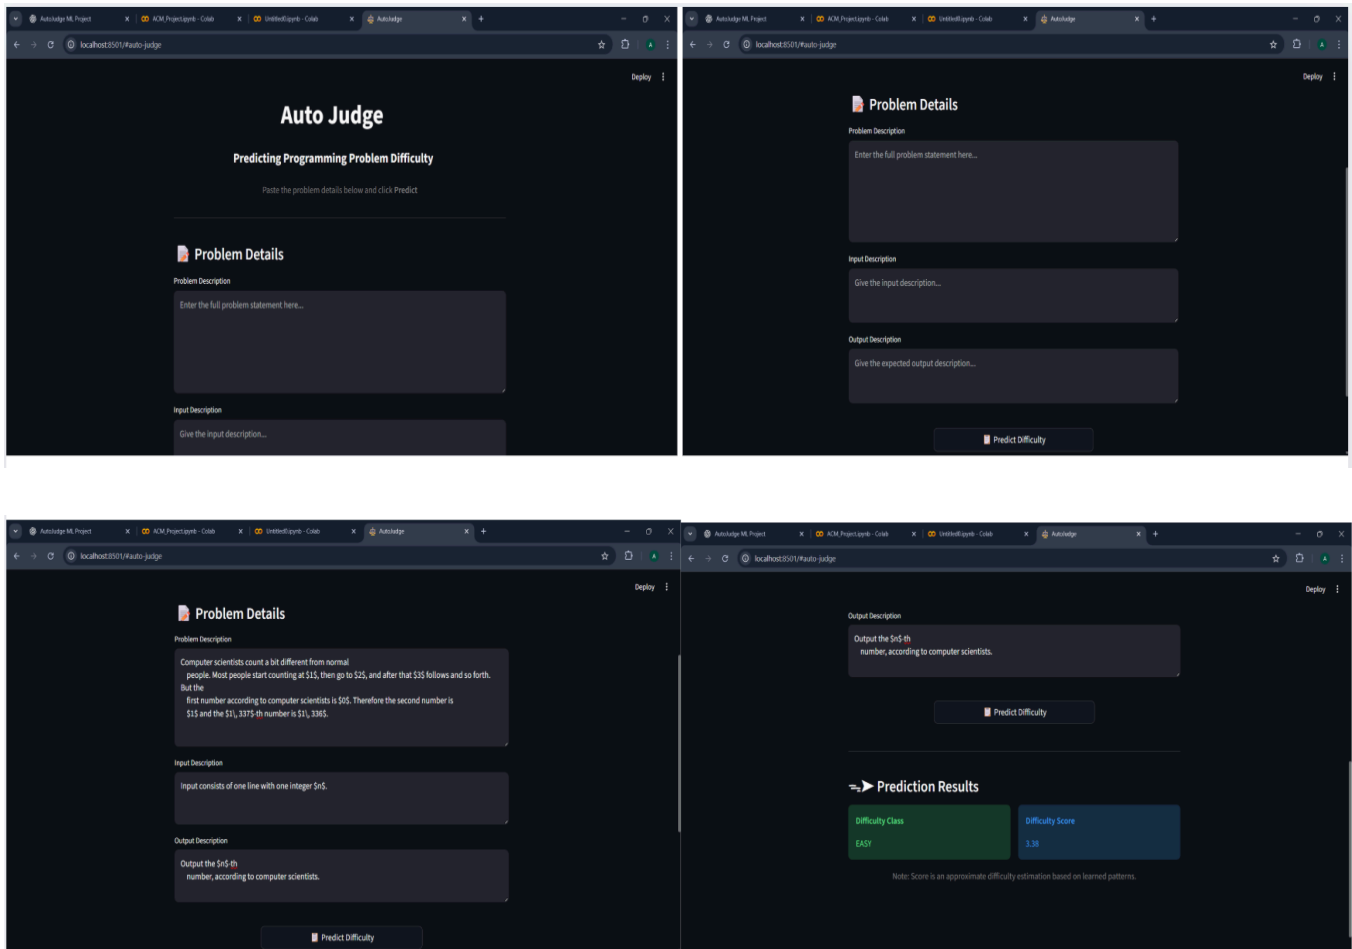 AutoJudge ML Project
ACM_Project.ipynb - Colab
Untitled0.ipynb - Colab
AutoJudge
localhost:8501/#auto-judge
Deploy
Auto Judge
Predicting Programming Problem Difficulty
Paste the problem details below and click Predict
Problem Details
Problem Description
Enter the full problem statement here...
Input Description
Give the input description...
AutoJudge ML Project
ACM_Project.ipynb - Colab
Untitled0.ipynb - Colab
AutoJudge
localhost:8501/#auto-judge
Deploy
Problem Details
Problem Description
Enter the full problem statement here...
Input Description
Give the input description...
Output Description
Give the expected output description...
Predict Difficulty
AutoJudge ML Project
ACM_Project.ipynb - Colab
Untitled0.ipynb - Colab
AutoJudge
localhost:8501/#auto-judge
Deploy
Problem Details
Problem Description
Computer scientists count a bit different from normal
people. Most people start counting at $1$, then go to $2$, and after that $3$ follows and so forth.
But the
first number according to computer scientists is $0$. Therefore the second number is
$1$ and the $1\, 337$-th number is $1\, 336$.
Input Description
Input consists of one line with one integer $n$.
Output Description
Output the $n$-th
number, according to computer scientists.
Predict Difficulty
AutoJudge ML Project
ACM_Project.ipynb - Colab
Untitled0.ipynb - Colab
AutoJudge
localhost:8501/#auto-judge
Deploy
Output Description
Output the $n$-th
number, according to computer scientists.
Predict Difficulty
Prediction Results
Difficulty Class
EASY
Difficulty Score
3.38
Note: Score is an approximate difficulty estimation based on learned patterns.